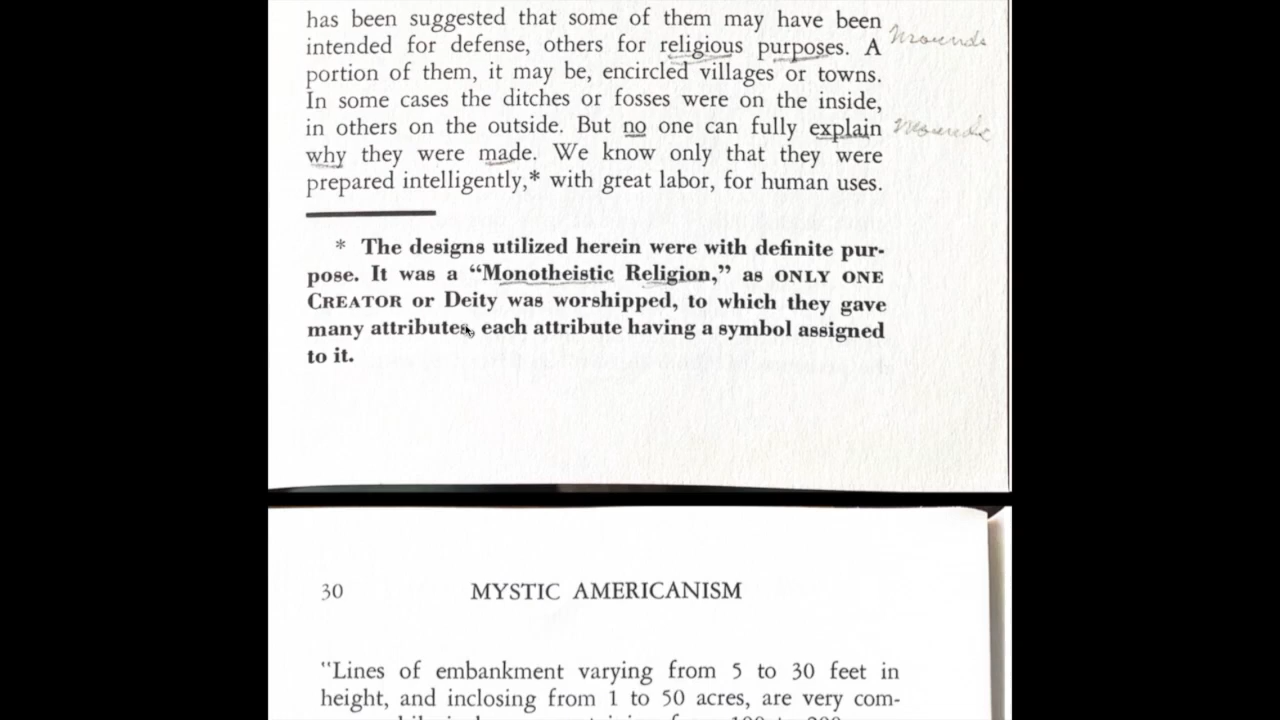 has been suggested that some of them may have been
Mounds
intended for defense, others for religious purposes. A
portion of them, it may be, encircled villages or towns.
In some cases the ditches or fosses were on the inside,
in others on the outside. But no one can fully explain
Mounds
why they were made. We know only that they were
prepared intelligently,* with great labor, for human uses.
* The designs utilized herein were with definite pur-
pose. It was a “Monotheistic Religion,” as ONLY ONE
CREATOR or Deity was worshipped, to which they gave
many attributes, each attribute having a symbol assigned
to it.
30 MYSTIC AMERICANISM
“Lines of embankment varying from 5 to 30 feet in
height, and inclosing from 1 to 50 acres, are very com-